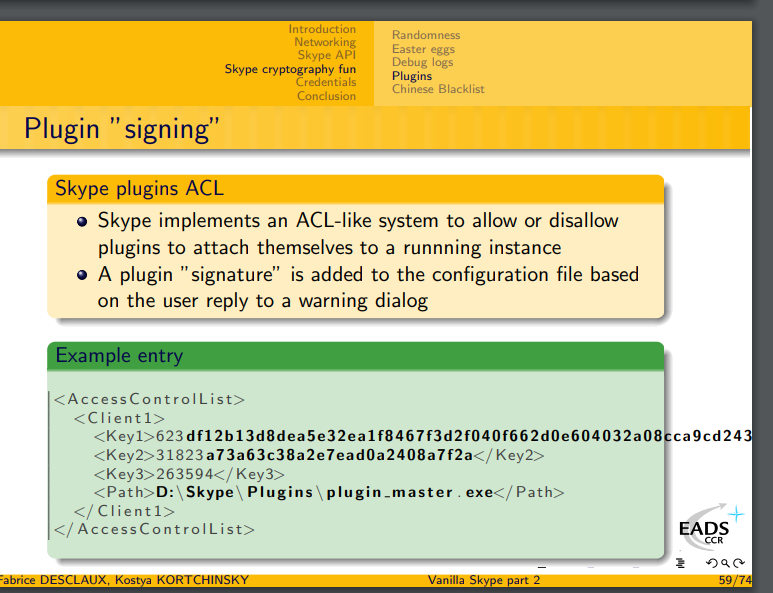 Introduction
Networking
Skype API
Skype cryptography fun
Credentials
Conclusion
Randomness
Easter eggs
Debug logs
Plugins
Chinese Blacklist
Plugin "signing"
Skype plugins ACL
Skype implements an ACL-like system to allow or disallow
plugins to attach themselves to a runnning instance
A plugin "signature" is added to the configuration file based
on the user reply to a warning dialog
Example entry
<AccessControlList>
<Client1>
<Key1>623df12b13d8dea5e32ea1f8467f3d2f040f662d0e604032a08cca9cd243
<Key2>31823a73a63c38a2e7ead0a2408a7f2a</Key2>
<Key3>263594</Key3>
<Path>D:\Skype\Plugins\plugin_master.exe</Path>
</Client1>
</AccessControlList>
EADS
CCR
Fabrice DESCLAUX, Kostya KORTCHINSKY
Vanilla Skype part 2
59/74